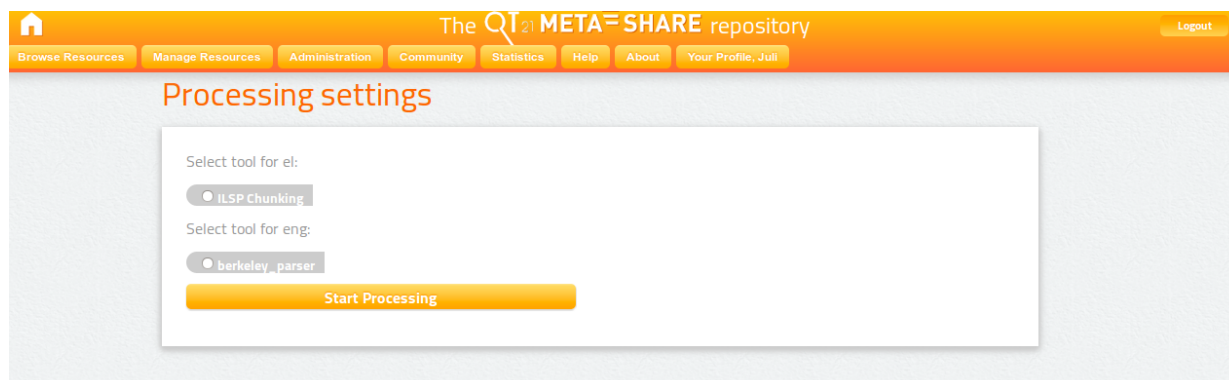 The QT21 META SHARE repository
Logout
Browse Resources Manage Resources Administration Community Statistics Help About Your Profile, Juli
Processing settings
Select tool for el:
ILSP Chunking
Select tool for eng:
berkeley_parser
Start Processing